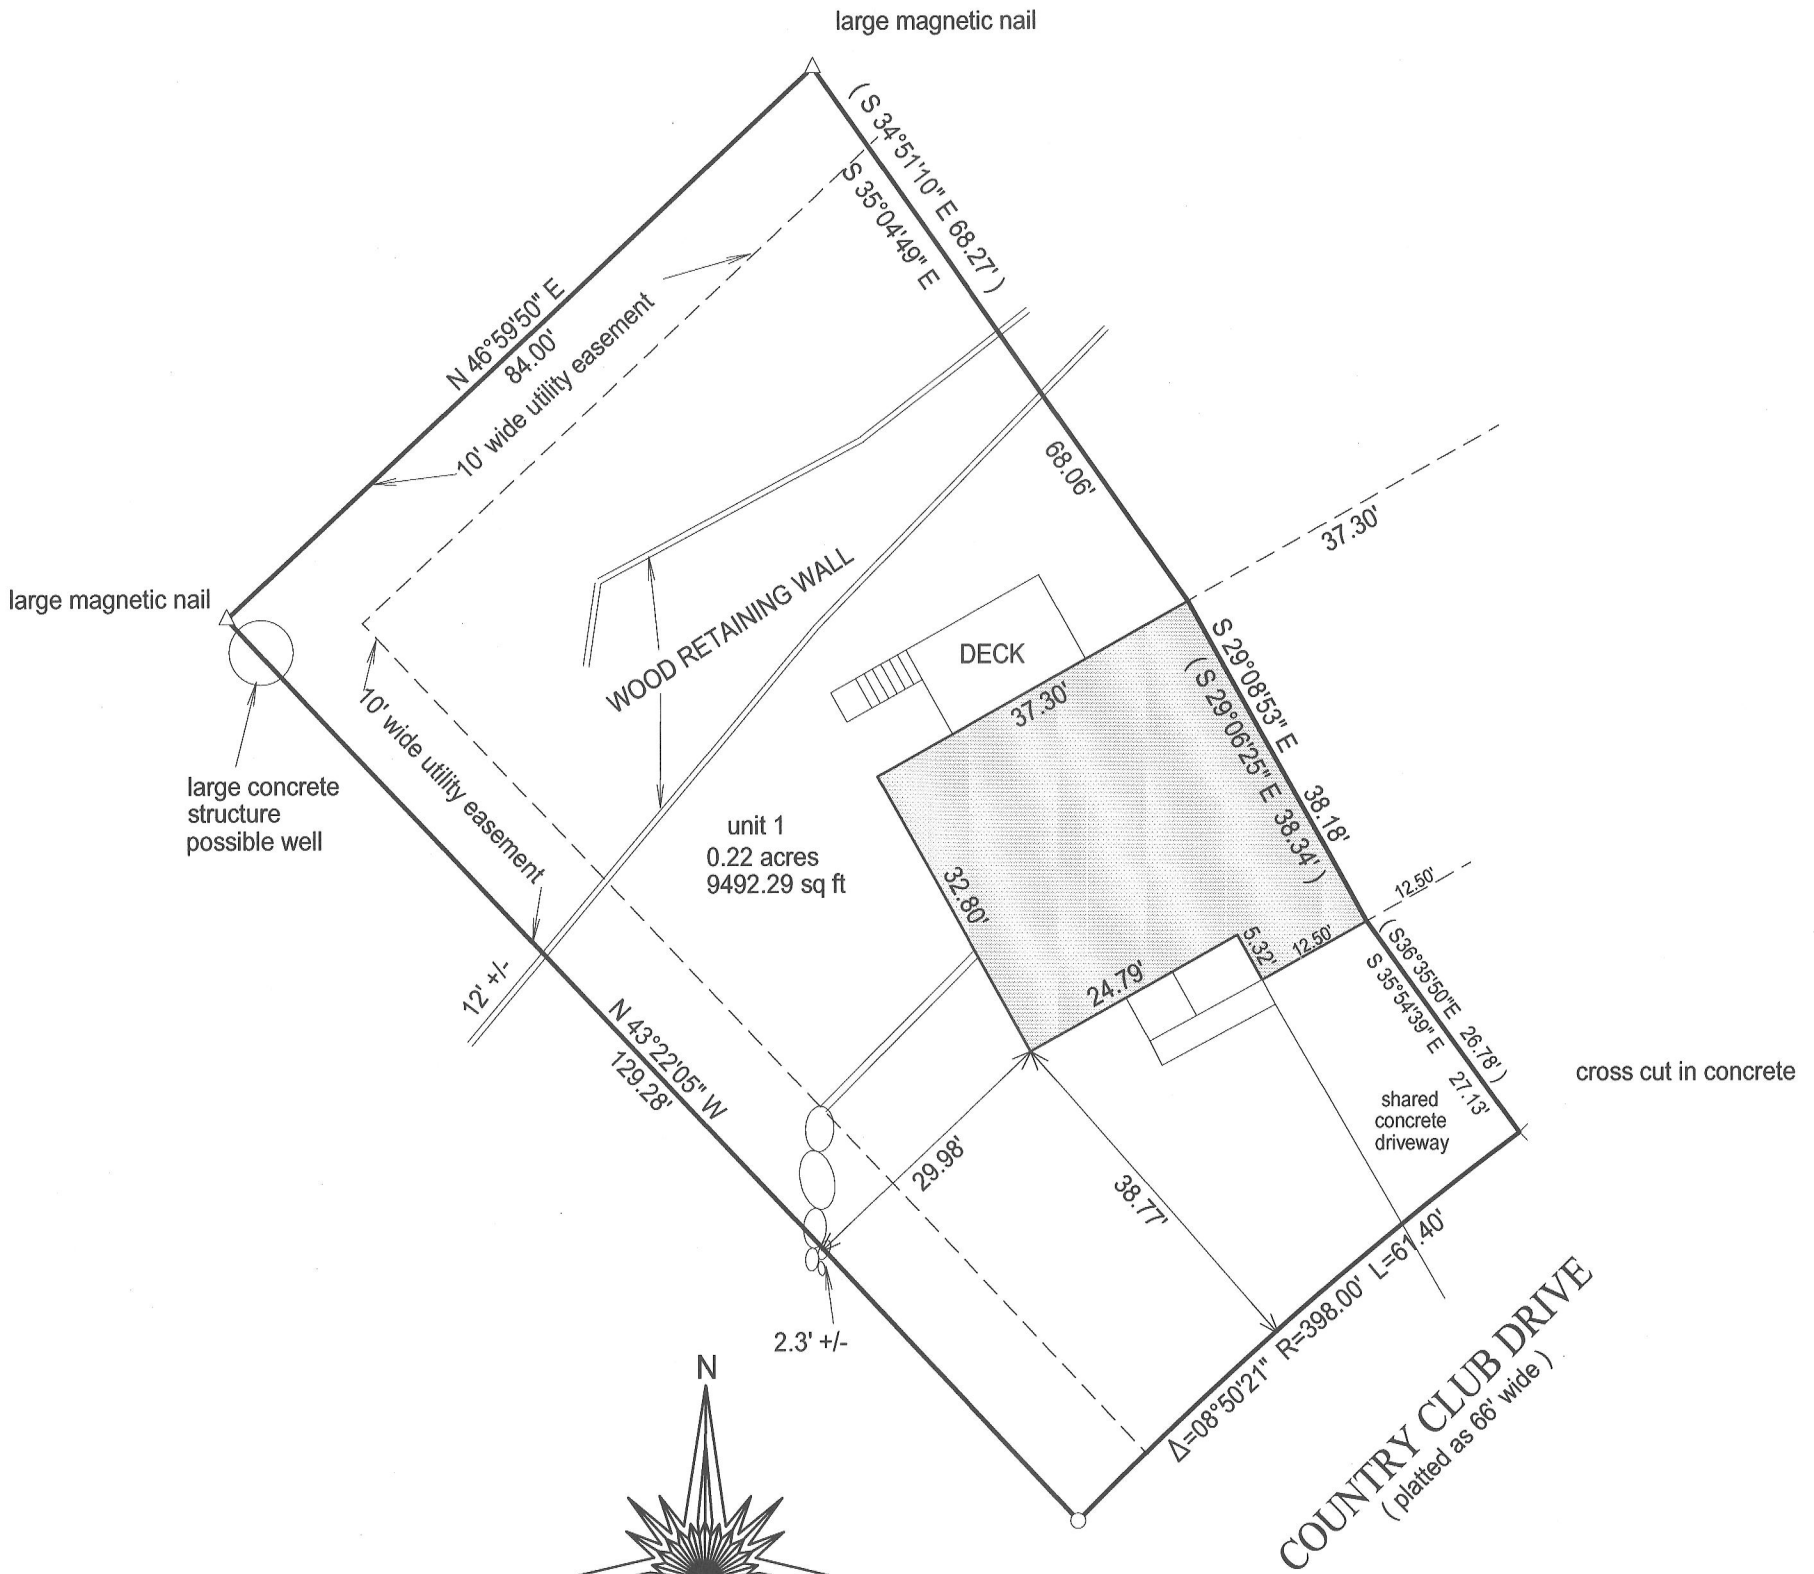 large magnetic nail
( S 34°51'10" E 68.27' )
S 35°04'49" E
N 46°59'50" E
84.00'
10' wide utility easement
68.06'
37.30'
large magnetic nail
WOOD RETAINING WALL
DECK
37.30'
S 29°08'53" E
38.18'
( S 29°06'25" E 38.34' )
10' wide utility easement
large concrete
structure
possible well
unit 1
0.22 acres
9492.29 sq ft
32.80'
12.50'
5.32'
12.50'
24.79'
( S36°35'50"E 26.78' )
S 35°54'39" E
27.13'
12' +/-
N 43°22'05" W
129.28'
cross cut in concrete
shared
concrete
driveway
29.98'
38.77'
2.3' +/-
Δ=08°50'21" R=398.00' L=61.40'
COUNTRY CLUB DRIVE
( platted as 66' wide )
N